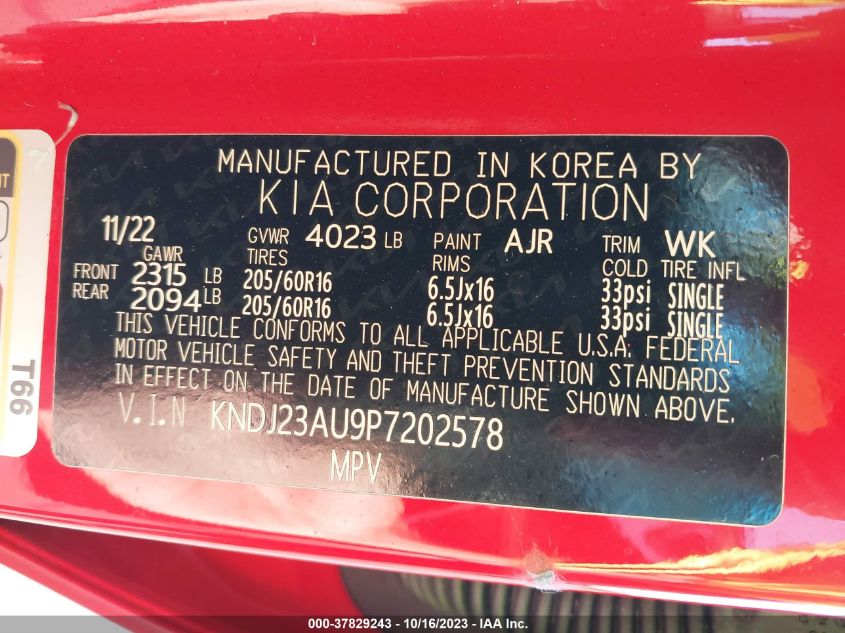 MANUFACTURED IN KOREA BY
KIA CORPORATION
11/22 GVWR 4023 LB PAINT AJR TRIM WK
GAWR TIRES RIMS COLD TIRE INFL
FRONT 2315 LB 205/60R16 6.5Jx16 33psi SINGLE
REAR 2094 LB 205/60R16 6.5Jx16 33psi SINGLE
THIS VEHICLE CONFORMS TO ALL APPLICABLE U.S.A. FEDERAL
MOTOR VEHICLE SAFETY AND THEFT PREVENTION STANDARDS
IN EFFECT ON THE DATE OF MANUFACTURE SHOWN ABOVE.
V.I.N KNDJ23AU9P7202578
MPV
7
T66
000-37829243 - 10/16/2023 - IAA Inc.